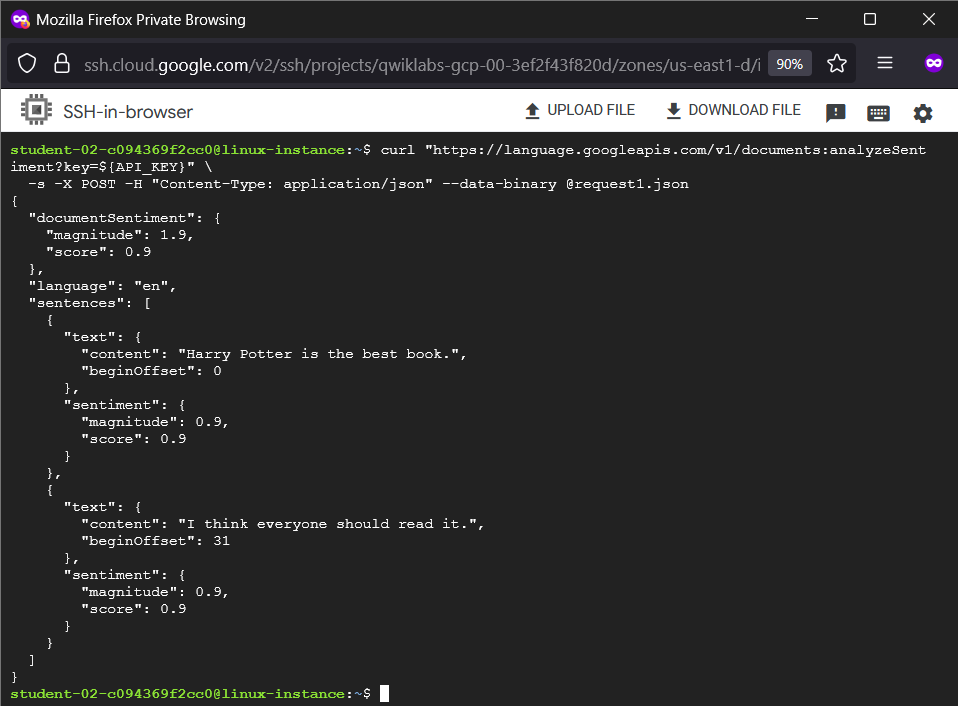 Mozilla Firefox Private Browsing
ssh.cloud.google.com/v2/ssh/projects/qwiklabs-gcp-00-3ef2f43f820d/zones/us-east1-d/i
90%
SSH-in-browser
UPLOAD FILE
DOWNLOAD FILE
student-02-c094369f2cc0@linux-instance:~$ curl "https://language.googleapis.com/v1/documents:analyzeSent
iment?key=${API_KEY}" \
  -s -X POST -H "Content-Type: application/json" --data-binary @request1.json
{
  "documentSentiment": {
    "magnitude": 1.9,
    "score": 0.9
  },
  "language": "en",
  "sentences": [
    {
      "text": {
        "content": "Harry Potter is the best book.",
        "beginOffset": 0
      },
      "sentiment": {
        "magnitude": 0.9,
        "score": 0.9
      }
    },
    {
      "text": {
        "content": "I think everyone should read it.",
        "beginOffset": 31
      },
      "sentiment": {
        "magnitude": 0.9,
        "score": 0.9
      }
    }
  ]
}
student-02-c094369f2cc0@linux-instance:~$